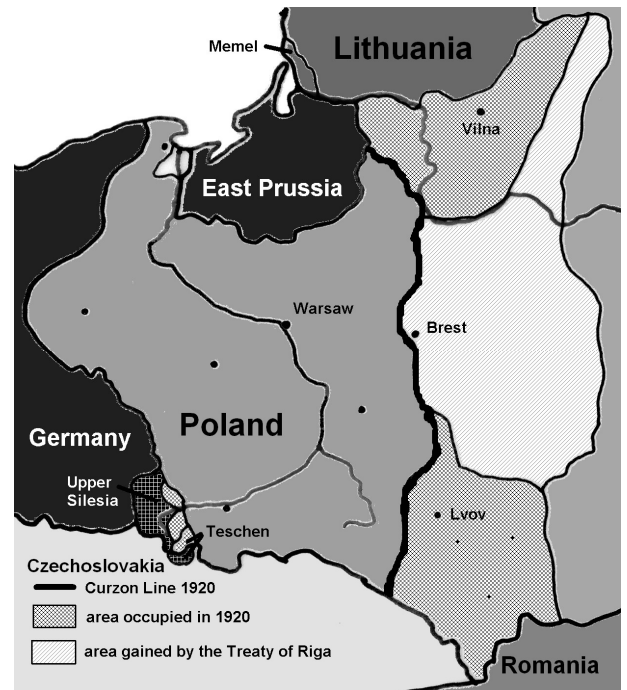 Memel
Lithuania
Vilna
East Prussia
Warsaw
Brest
Poland
Germany
Upper
Silesia
Lvov
Teschen
Czechoslovakia
Curzon Line 1920
area occupied in 1920
area gained by the Treaty of Riga
Romania